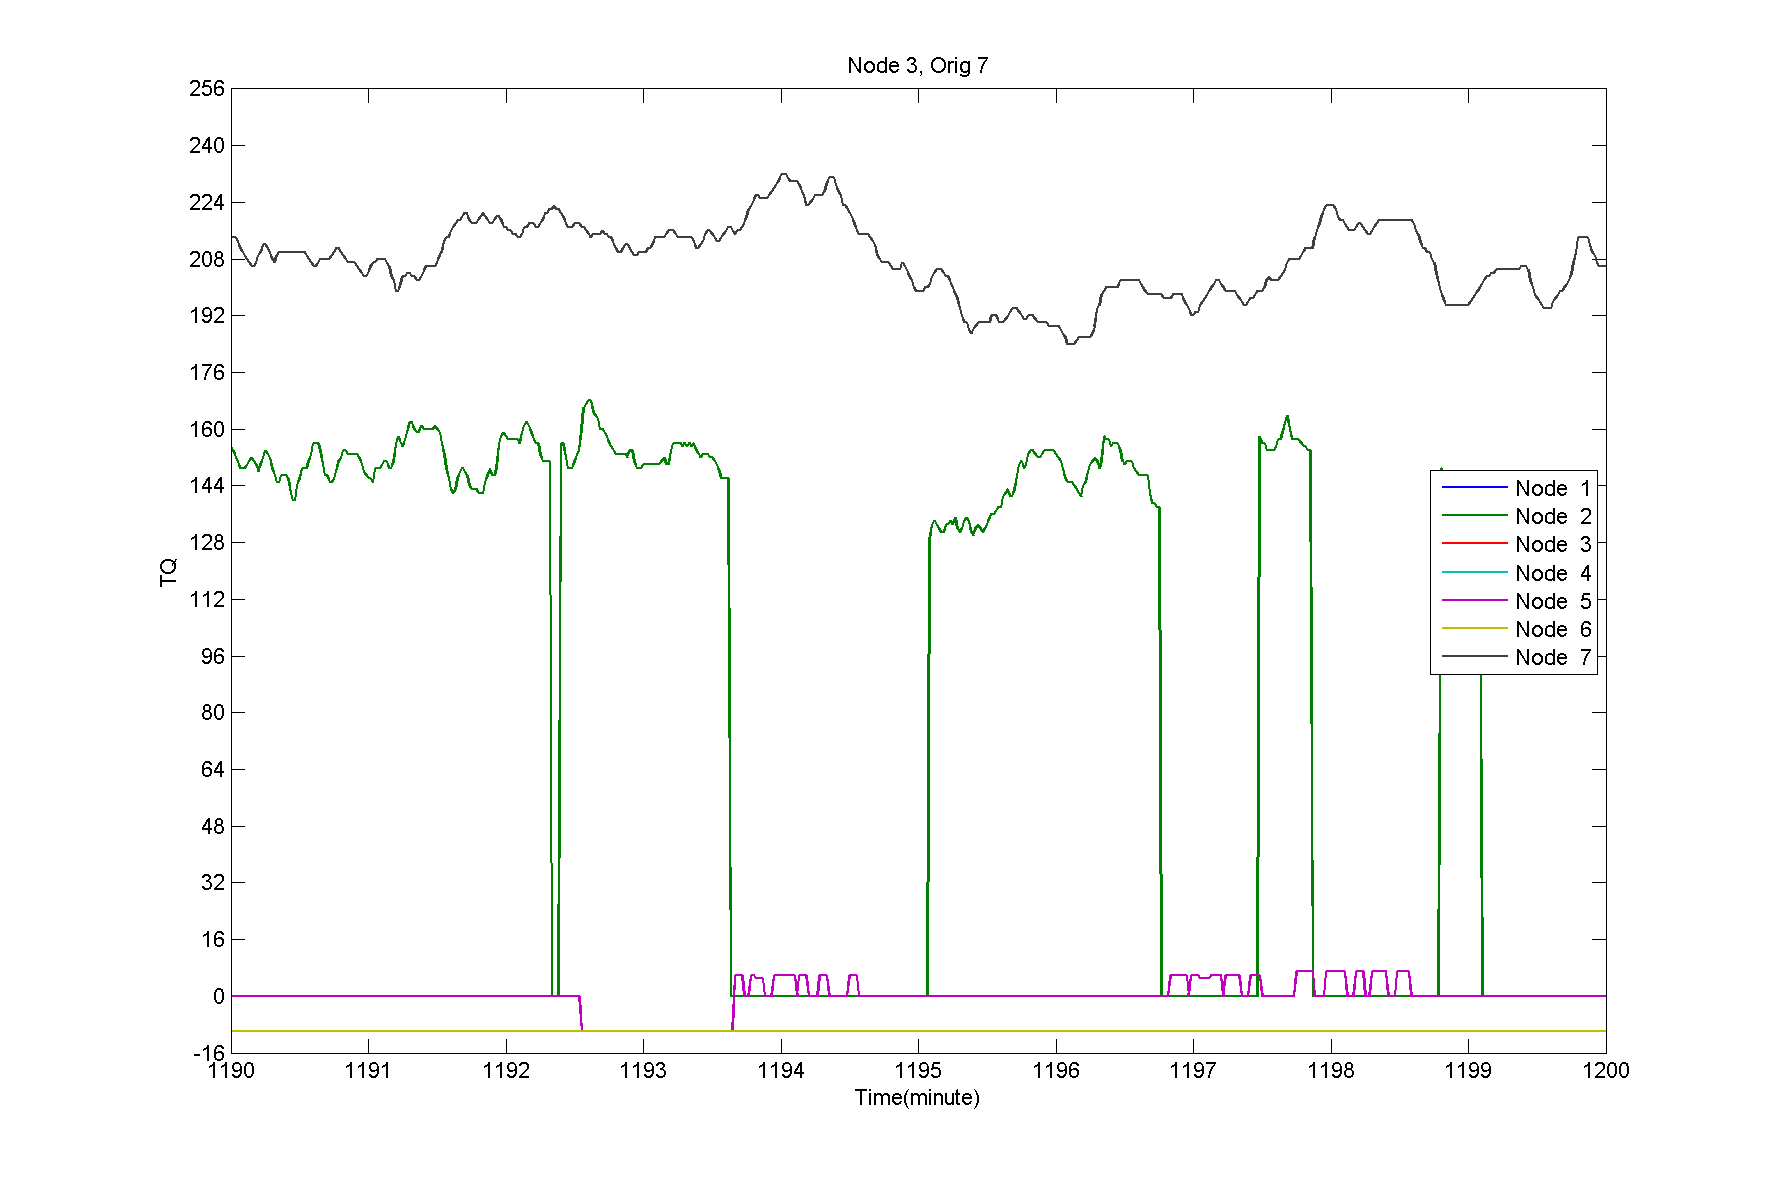 Node 3, Orig 7
256
240
224
208
192
176
160
144
128
112
96
80
64
48
32
16
0
-16
TQ
Node 1
Node 2
Node 3
Node 4
Node 5
Node 6
Node 7
1190 1191 1192 1193 1194 1195 1196 1197 1198 1199 1200
Time(minute)